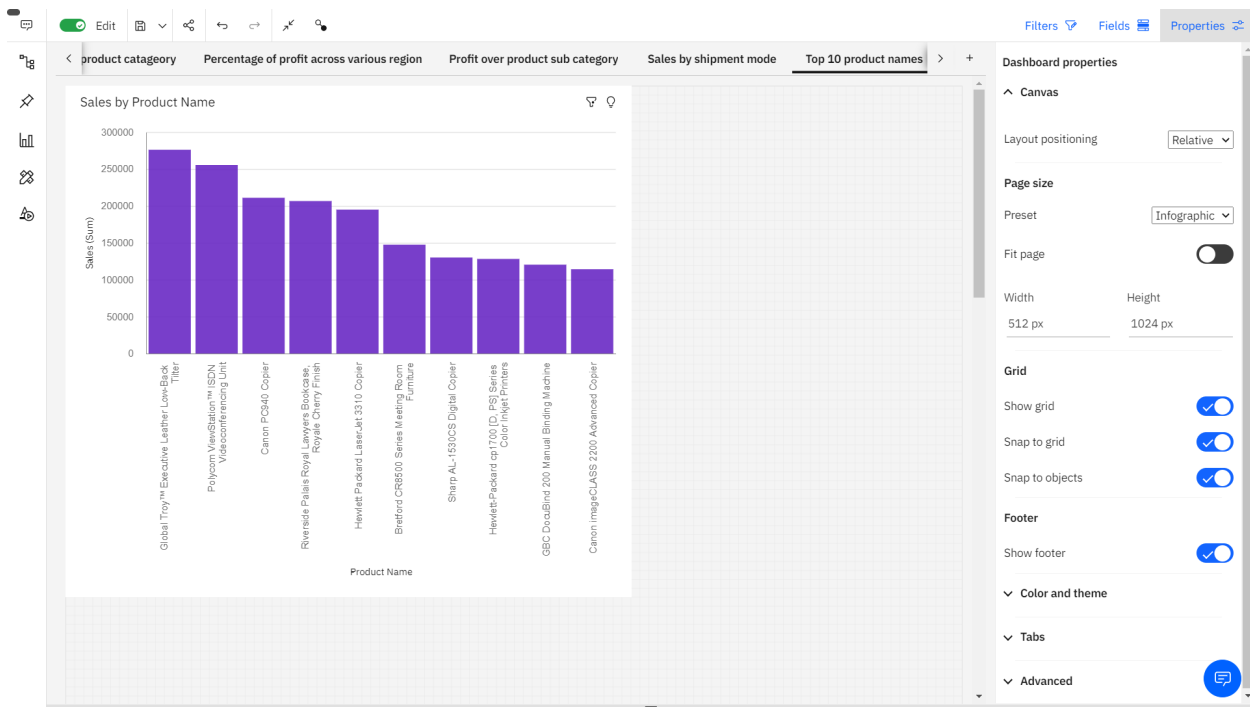 Edit
Filters
Fields
Properties
product catageory
Percentage of profit across various region
Profit over product sub category
Sales by shipment mode
Top 10 product names
Sales by Product Name
300000
250000
200000
150000
100000
50000
0
Sales (Sum)
Global Troy™ Executive Leather Low-Back
Tilter
Polycom ViewStation™ ISDN
Videoconferencing Unit
Canon PC940 Copier
Riverside Palais Royal Lawyers Bookcase,
Royale Cherry Finish
Hewlett Packard LaserJet 3310 Copier
Bretford CR8500 Series Meeting Room
Furniture
Sharp AL-1530CS Digital Copier
Hewlett-Packard cp1700 [D, PS] Series
Color Inkjet Printers
GBC DocuBind 200 Manual Binding Machine
Canon imageCLASS 2200 Advanced Copier
Product Name
Dashboard properties
Canvas
Layout positioning
Relative
Page size
Preset
Infographic
Fit page
Width
Height
512 px
1024 px
Grid
Show grid
Snap to grid
Snap to objects
Footer
Show footer
Color and theme
Tabs
Advanced